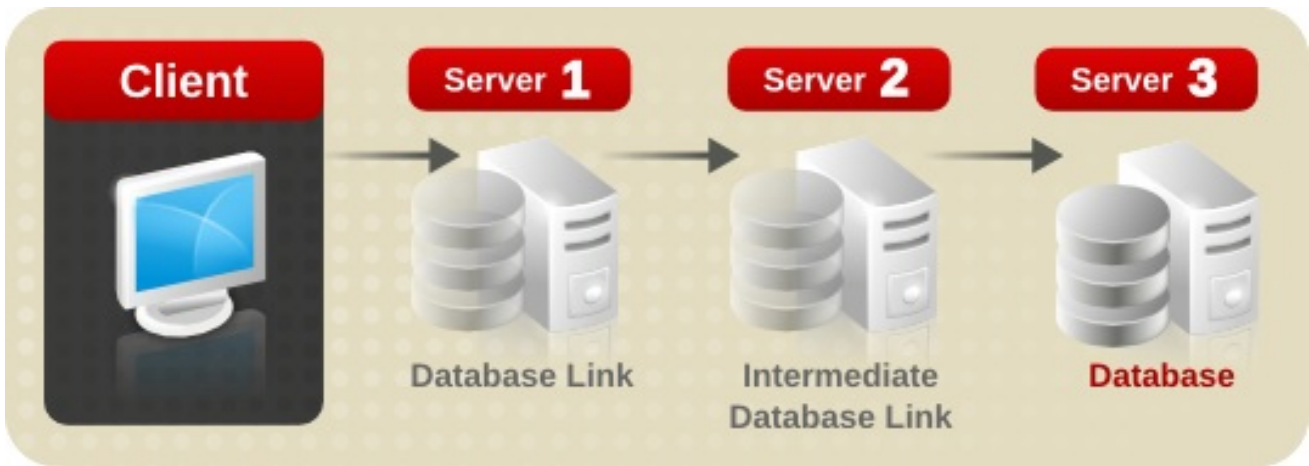 Client
Server 1
Server 2
Server 3
Database Link
Intermediate
Database Link
Database